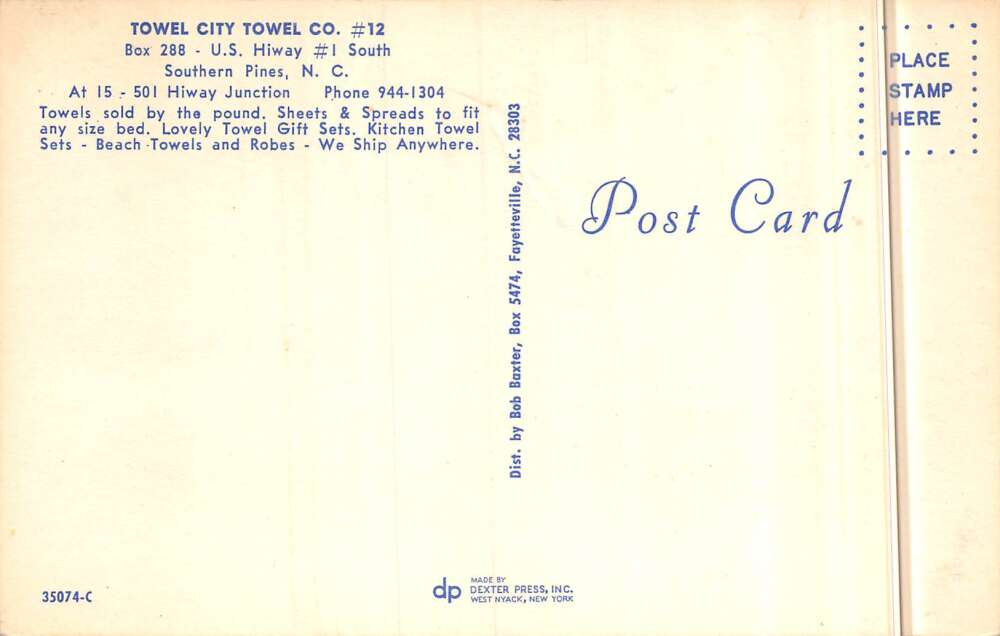 TOWEL CITY TOWEL CO. #12
Box 288 - U.S. Hiway #1 South
Southern Pines, N. C.
At 15 - 501 Hiway Junction Phone 944-1304
Towels sold by the pound. Sheets & Spreads to fit
any size bed. Lovely Towel Gift Sets. Kitchen Towel
Sets - Beach Towels and Robes - We Ship Anywhere.
Dist. by Bob Baxter, Box 5474, Fayetteville, N.C. 28303
PLACE
STAMP
HERE
Post Card
35074-C
dp
MADE BY
DEXTER PRESS, INC.
WEST NYACK, NEW YORK